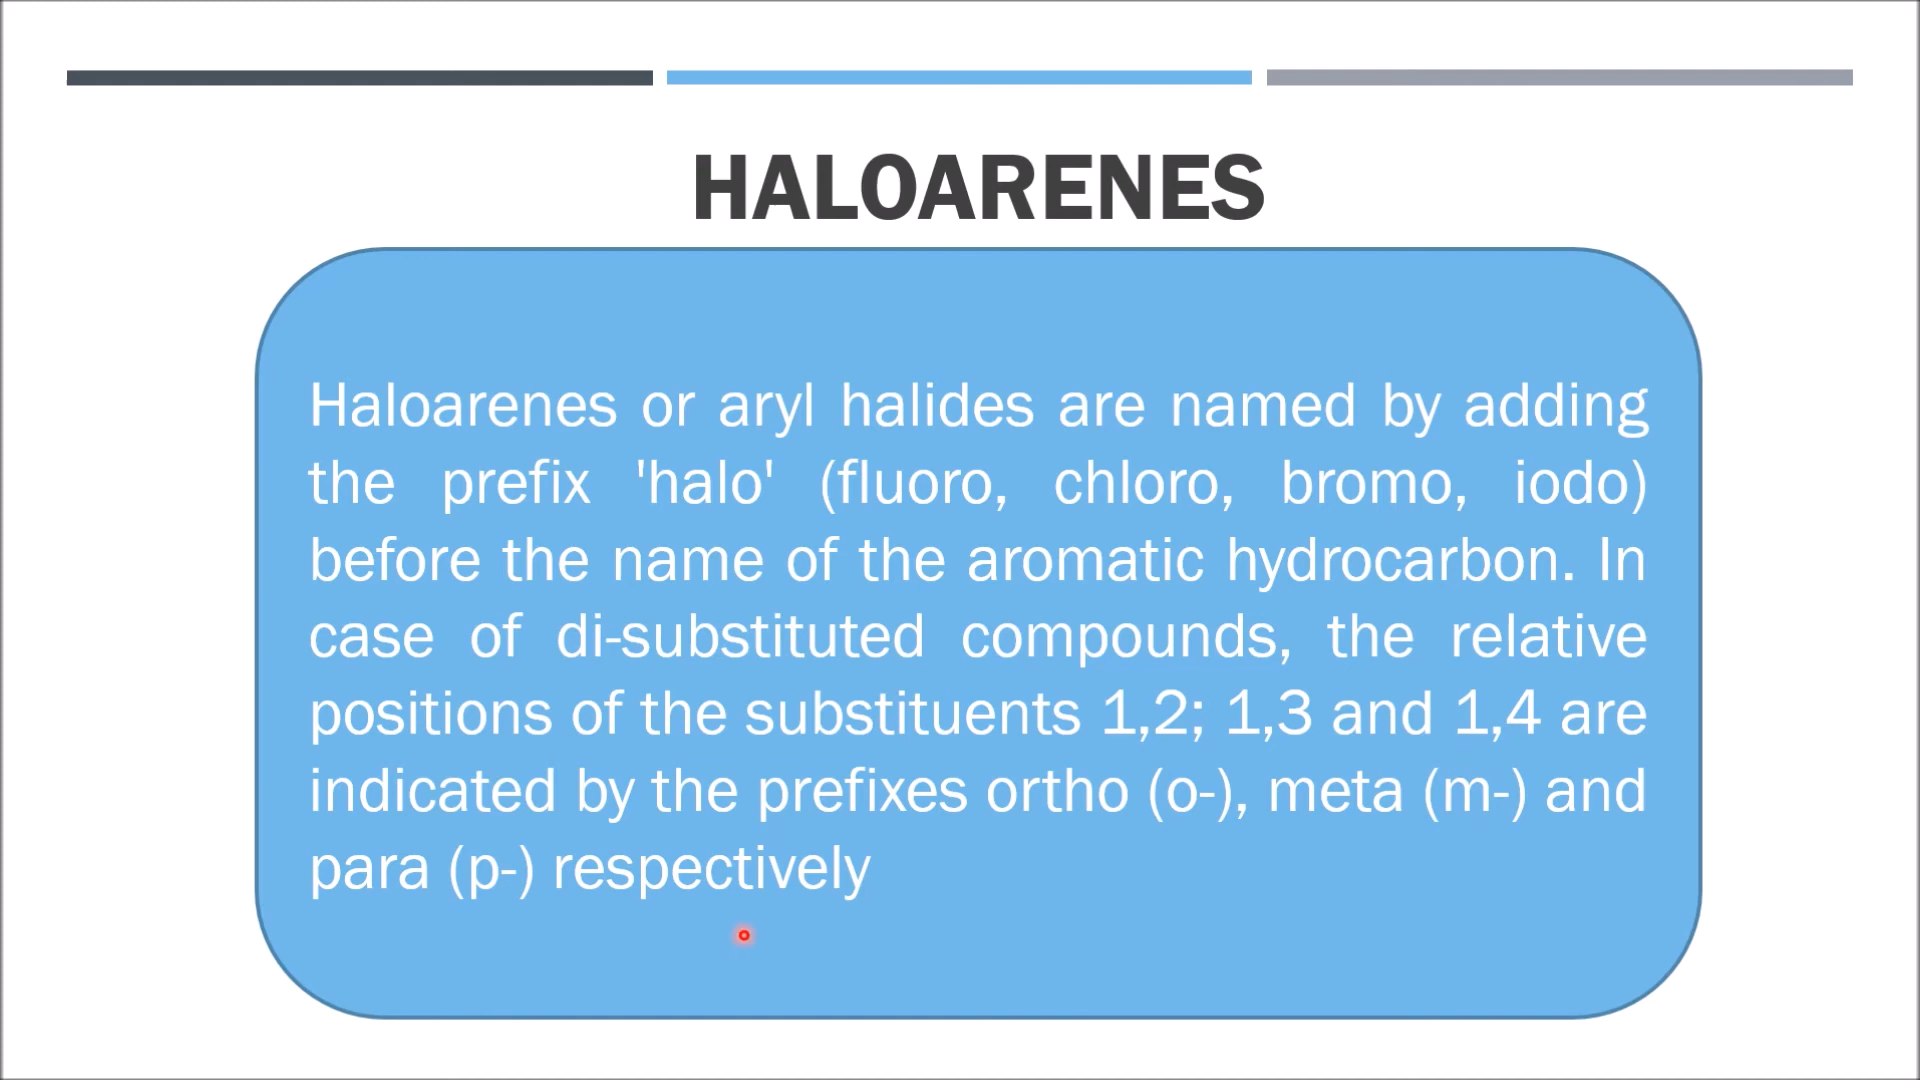 HALOARENES
Haloarenes or aryl halides are named by adding
the prefix 'halo' (fluoro, chloro, bromo, iodo)
before the name of the aromatic hydrocarbon. In
case of di-substituted compounds, the relative
positions of the substituents 1,2; 1,3 and 1,4 are
indicated by the prefixes ortho (o-), meta (m-) and
para (p-) respectively